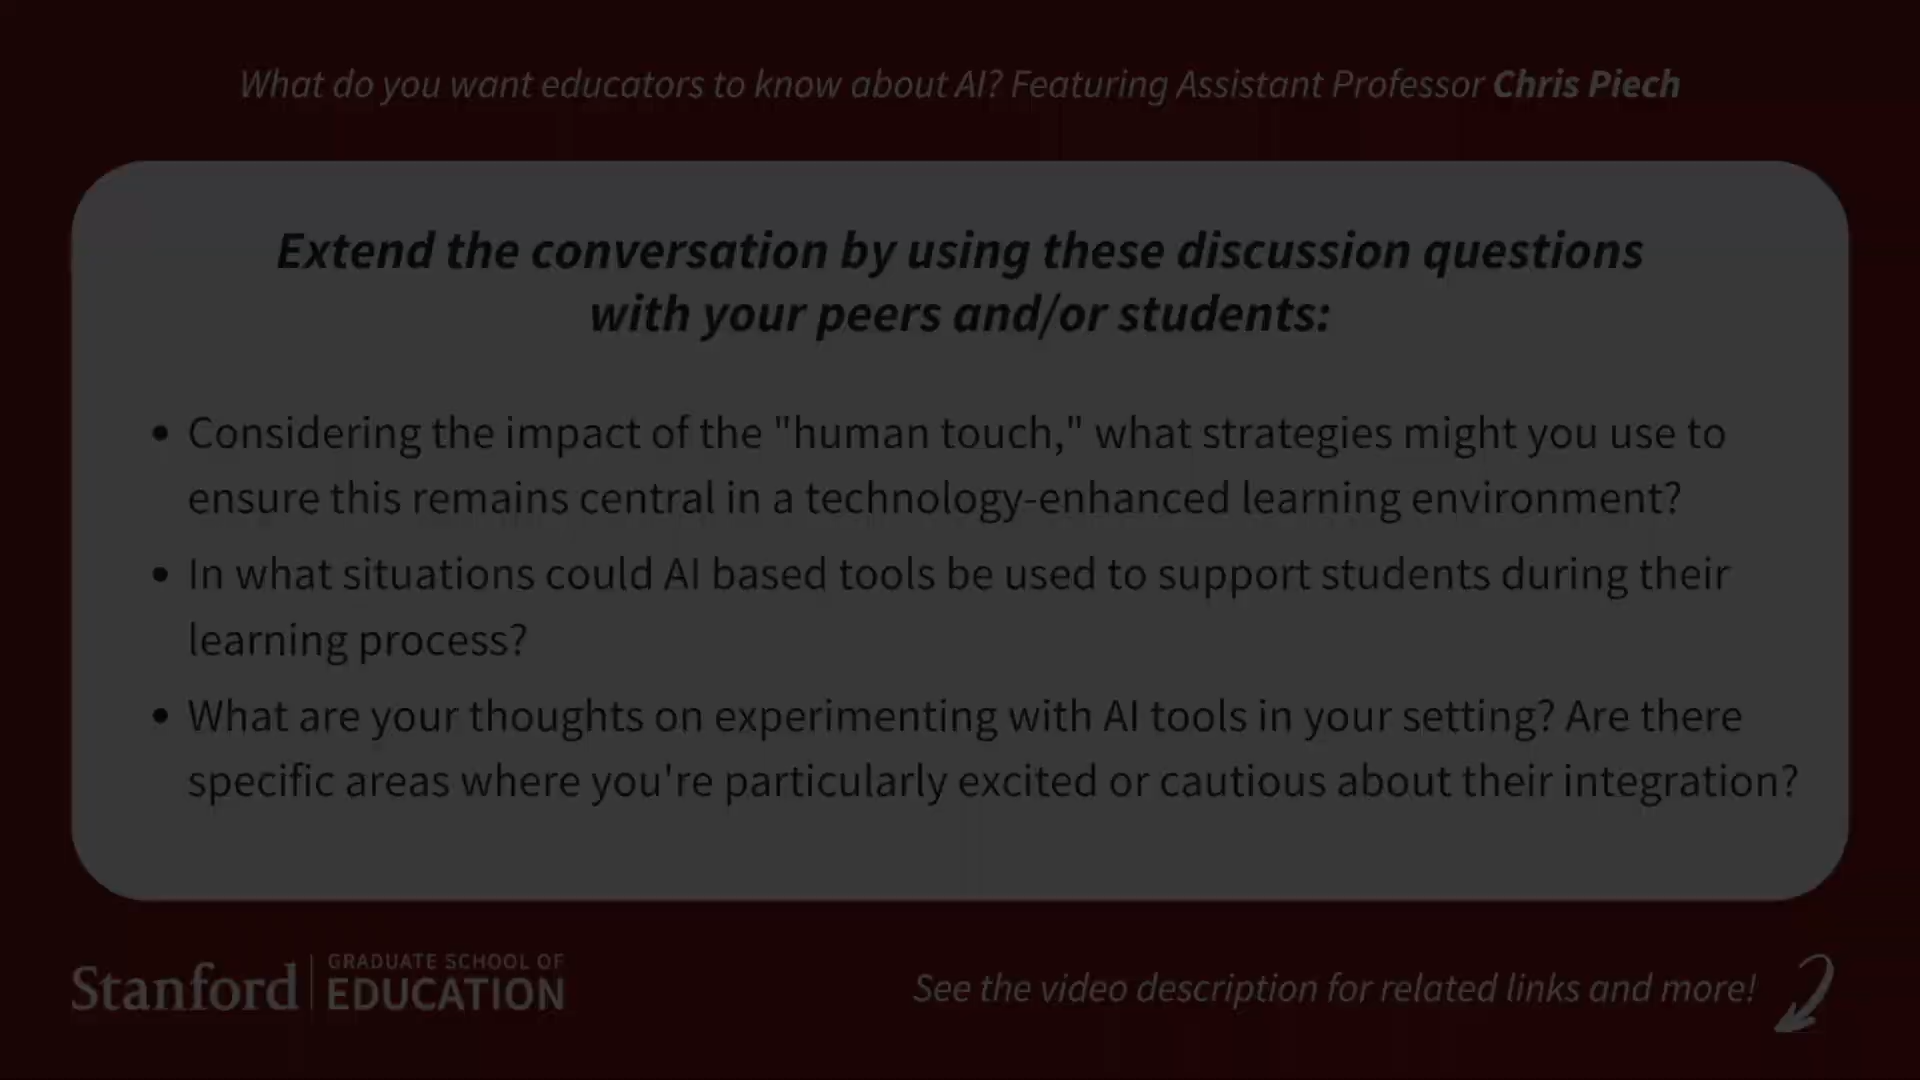 What do you want educators to know about AI? Featuring Assistant Professor Chris Piech
Extend the conversation by using these discussion questions
with your peers and/or students:
• Considering the impact of the "human touch," what strategies might you use to
ensure this remains central in a technology-enhanced learning environment?
• In what situations could AI based tools be used to support students during their
learning process?
• What are your thoughts on experimenting with AI tools in your setting? Are there
specific areas where you're particularly excited or cautious about their integration?
Stanford
GRADUATE SCHOOL OF
EDUCATION
See the video description for related links and more!